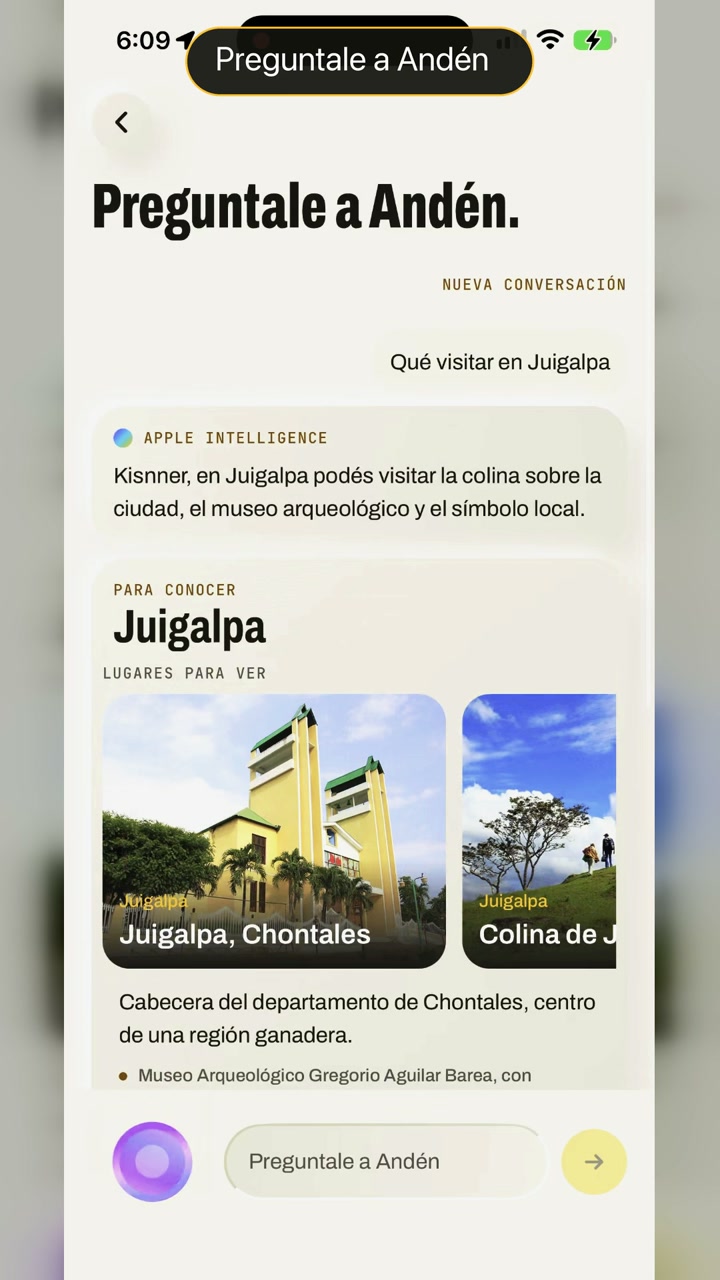 6:09
Preguntale a Andén
Preguntale a Andén.
NUEVA CONVERSACIÓN
Qué visitar en Juigalpa
APPLE INTELLIGENCE
Kisnner, en Juigalpa podés visitar la colina sobre la
ciudad, el museo arqueológico y el símbolo local.
PARA CONOCER
Juigalpa
LUGARES PARA VER
Juigalpa
Juigalpa, Chontales
Juigalpa
Colina de J
Cabecera del departamento de Chontales, centro
de una región ganadera.
Museo Arqueológico Gregorio Aguilar Barea, con
Preguntale a Andén